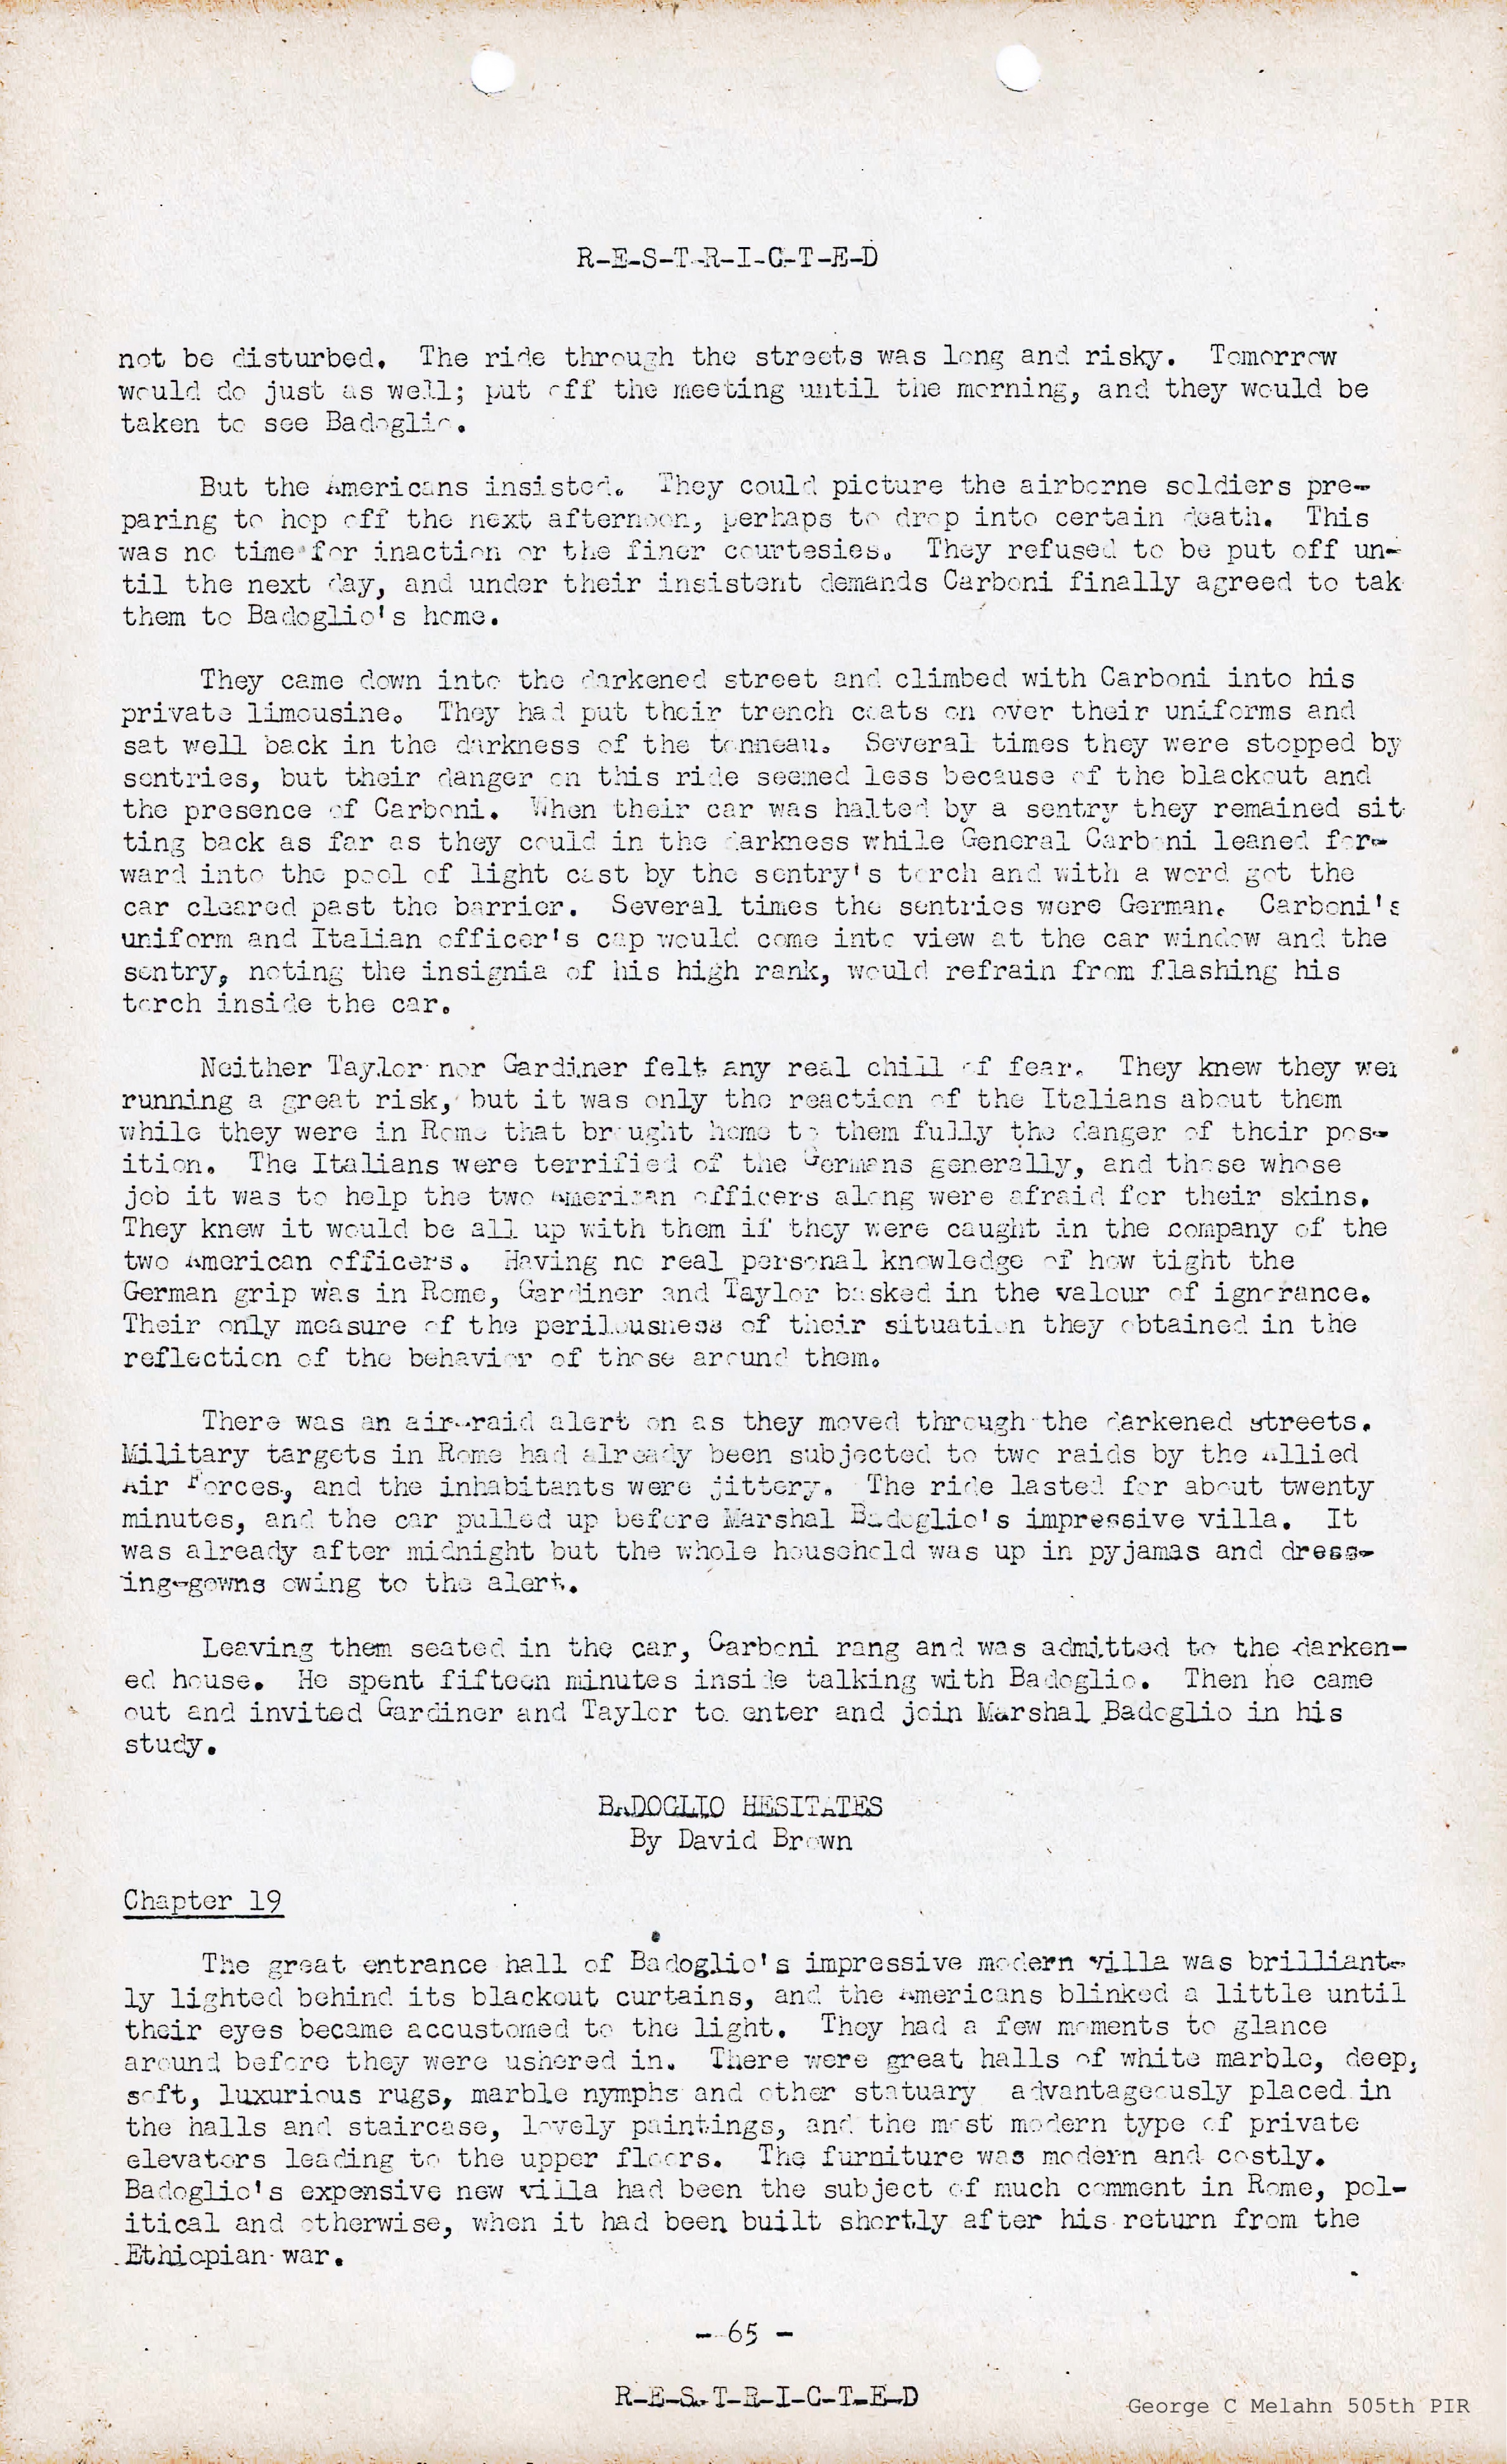 R-E-S-T-R-I-C-T-E-D
not be disturbed. The ride through the streets was long and risky. Tomorrow
would do just as well; put off the meeting until the morning, and they would be
taken to see Badoglio.
But the Americans insisted. They could picture the airborne soldiers pre-
paring to hop off the next afternoon, perhaps to drop into certain death. This
was no time for inaction or the finer courtesies. They refused to be put off un-
til the next day, and under their insistent demands Carboni finally agreed to tak
them to Badoglio's home.
They came down into the darkened street and climbed with Carboni into his
private limousine. They had put their trench coats on over their uniforms and
sat well back in the darkness of the tonneau. Several times they were stopped by
sentries, but their danger on this ride seemed less because of the blackout and
the presence of Carboni. When their car was halted by a sentry they remained sit
ting back as far as they could in the darkness while General Carboni leaned for-
ward into the pool of light cast by the sentry's torch and with a word got the
car cleared past the barrier. Several times the sentries were German. Carboni's
uniform and Italian officer's cap would come into view at the car window and the
sentry, noting the insignia of his high rank, would refrain from flashing his
torch inside the car.
Neither Taylor nor Gardiner felt any real chill of fear. They knew they wer
running a great risk, but it was only the reaction of the Italians about them
while they were in Rome that brought home to them fully the danger of their pos-
ition. The Italians were terrified of the Germans generally, and those whose
job it was to help the two American officers along were afraid for their skins.
They knew it would be all up with them if they were caught in the company of the
two American officers. Having no real personal knowledge of how tight the
German grip was in Rome, Gardiner and Taylor basked in the valour of ignorance.
Their only measure of the perilousness of their situation they obtained in the
reflection of the behavior of those around them.
There was an air-raid alert on as they moved through the darkened streets.
Military targets in Rome had already been subjected to two raids by the Allied
Air Forces, and the inhabitants were jittery. The ride lasted for about twenty
minutes, and the car pulled up before Marshal Badoglio's impressive villa. It
was already after midnight but the whole household was up in pyjamas and dress-
ing-gowns owing to the alert.
Leaving them seated in the car, Carboni rang and was admitted to the darken-
ed house. He spent fifteen minutes inside talking with Badoglio. Then he came
out and invited Gardiner and Taylor to enter and join Marshal Badoglio in his
study.
BADOGLIO HESITATES
By David Brown
Chapter 19
The great entrance hall of Badoglio's impressive modern villa was brilliant-
ly lighted behind its blackout curtains, and the Americans blinked a little until
their eyes became accustomed to the light. They had a few moments to glance
around before they were ushered in. There were great halls of white marble, deep,
soft, luxurious rugs, marble nymphs and other statuary advantageously placed in
the halls and staircase, lovely paintings, and the most modern type of private
elevators leading to the upper floors. The furniture was modern and costly.
Badoglio's expensive new villa had been the subject of much comment in Rome, pol-
itical and otherwise, when it had been built shortly after his return from the
Ethiopian war.
- 65 -
R-E-S-T-R-I-C-T-E-D
George C Melahn 505th PIR